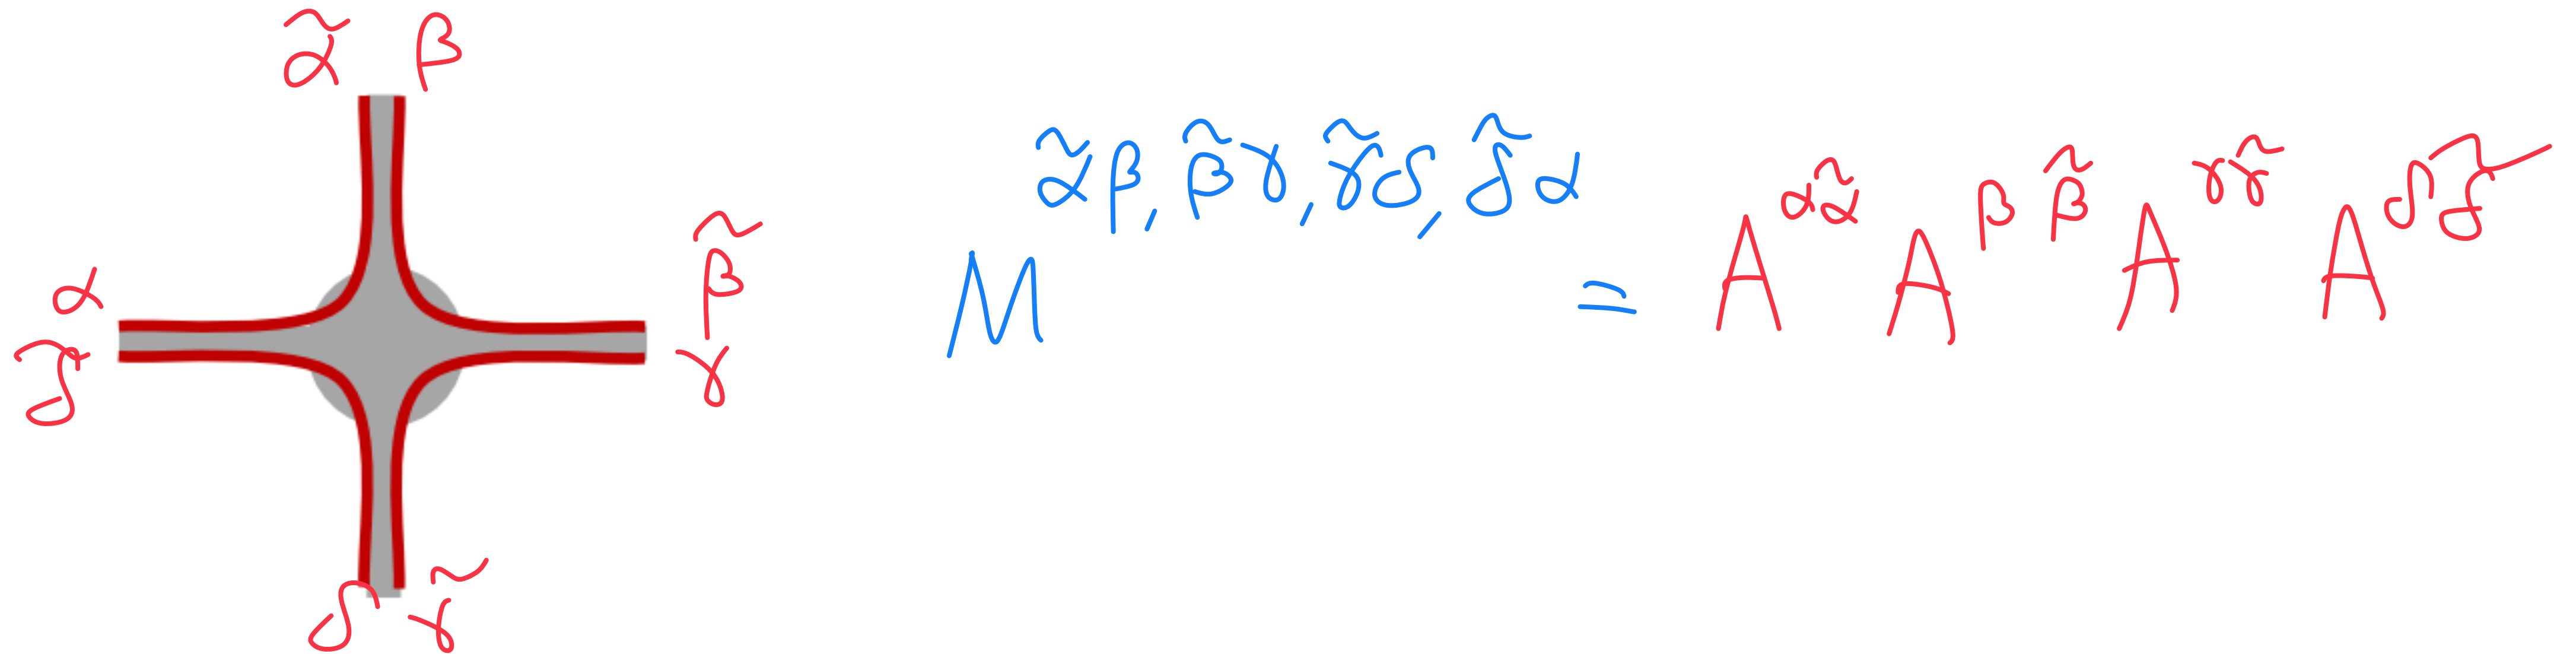 α̃ β
α β̃
δ̃ γ
δ γ̃
M^{α̃β, β̃γ, γ̃δ, δ̃α} = A^{αα̃} A^{ββ̃} A^{γγ̃} A^{δδ̃}